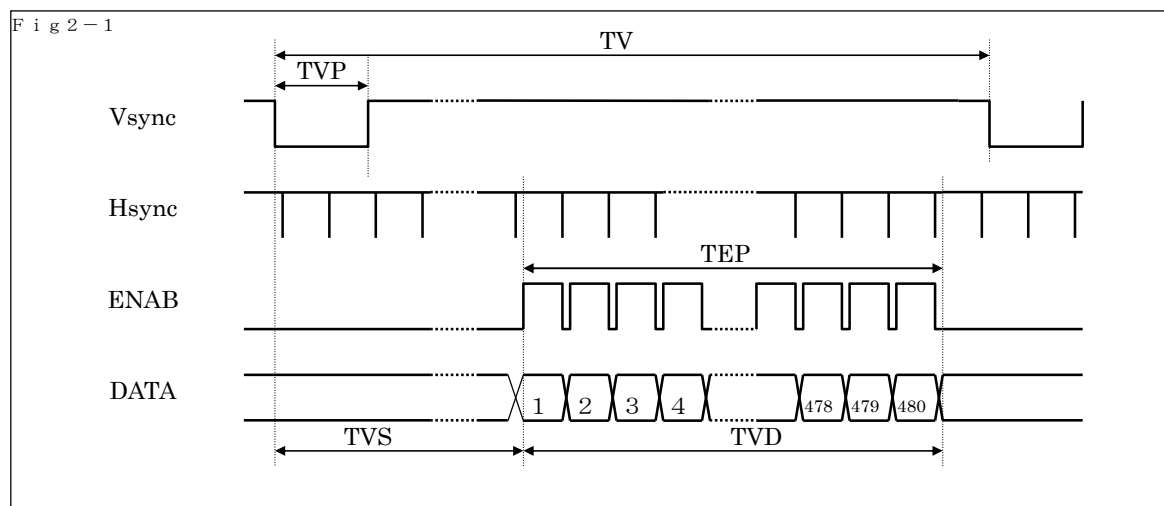 Ｆｉｇ２－１
TV
TVP
Vsync
Hsync
TEP
ENAB
DATA
1 2 3 4 478 479 480
TVS TVD